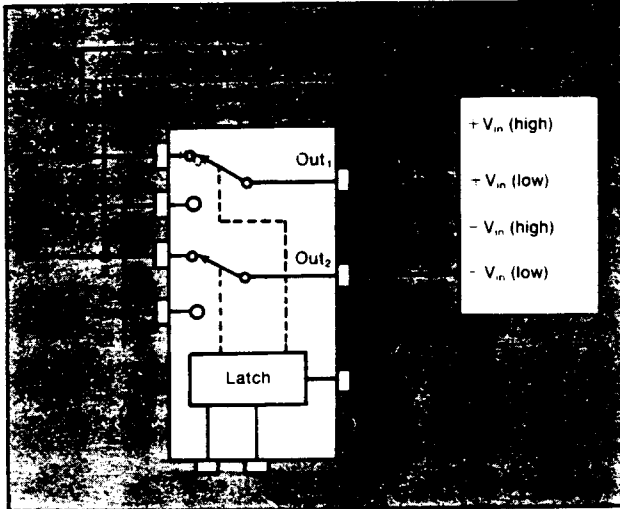 Out₁
Out₂
Latch
+ Vᵢₙ (high)
+ Vᵢₙ (low)
− Vᵢₙ (high)
− Vᵢₙ (low)